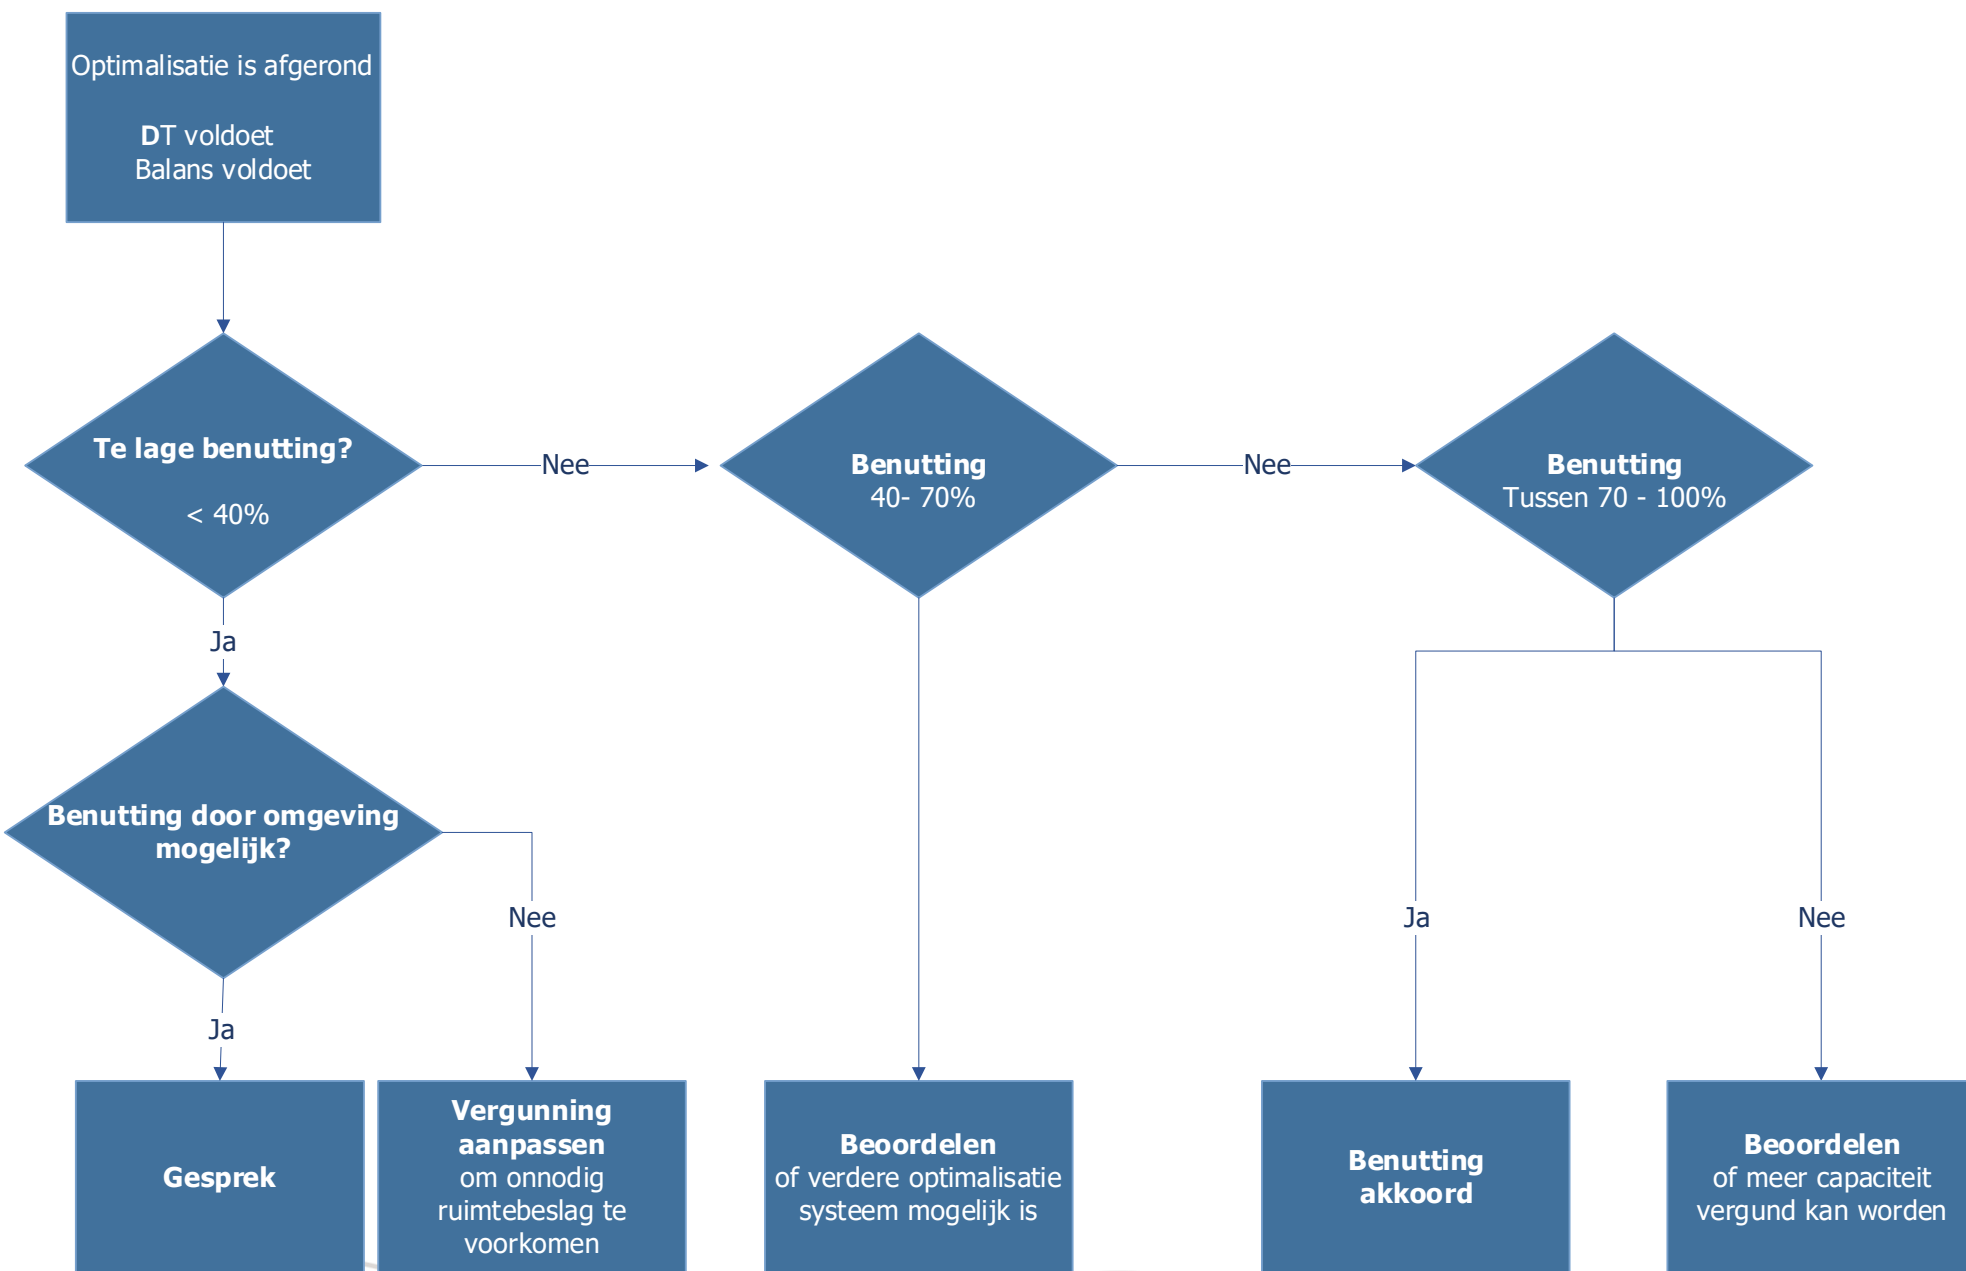 Optimalisatie is afgerond
DT voldoet
Balans voldoet
Te lage benutting?
< 40%
Nee
Benutting
40- 70%
Nee
Benutting
Tussen 70 - 100%
Ja
Benutting door omgeving
mogelijk?
Nee
Ja
Ja
Nee
Gesprek
Vergunning
aanpassen
om onnodig
ruimtebeslag te
voorkomen
Beoordelen
of verdere optimalisatie
systeem mogelijk is
Benutting
akkoord
Beoordelen
of meer capaciteit
vergund kan worden